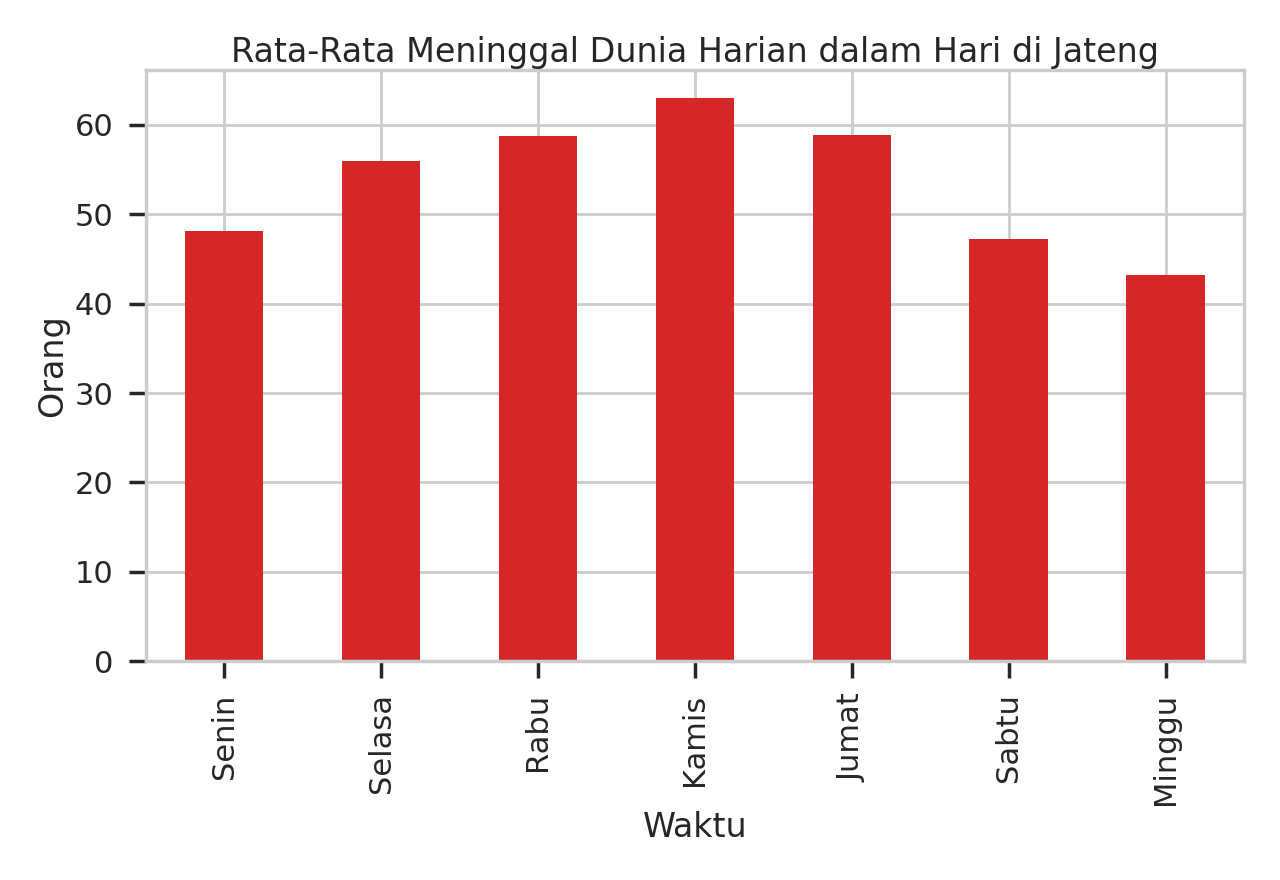 Rata-Rata Meninggal Dunia Harian dalam Hari di Jateng
Orang
60
50
40
30
20
10
0
Senin
Selasa
Rabu
Kamis
Jumat
Sabtu
Minggu
Waktu